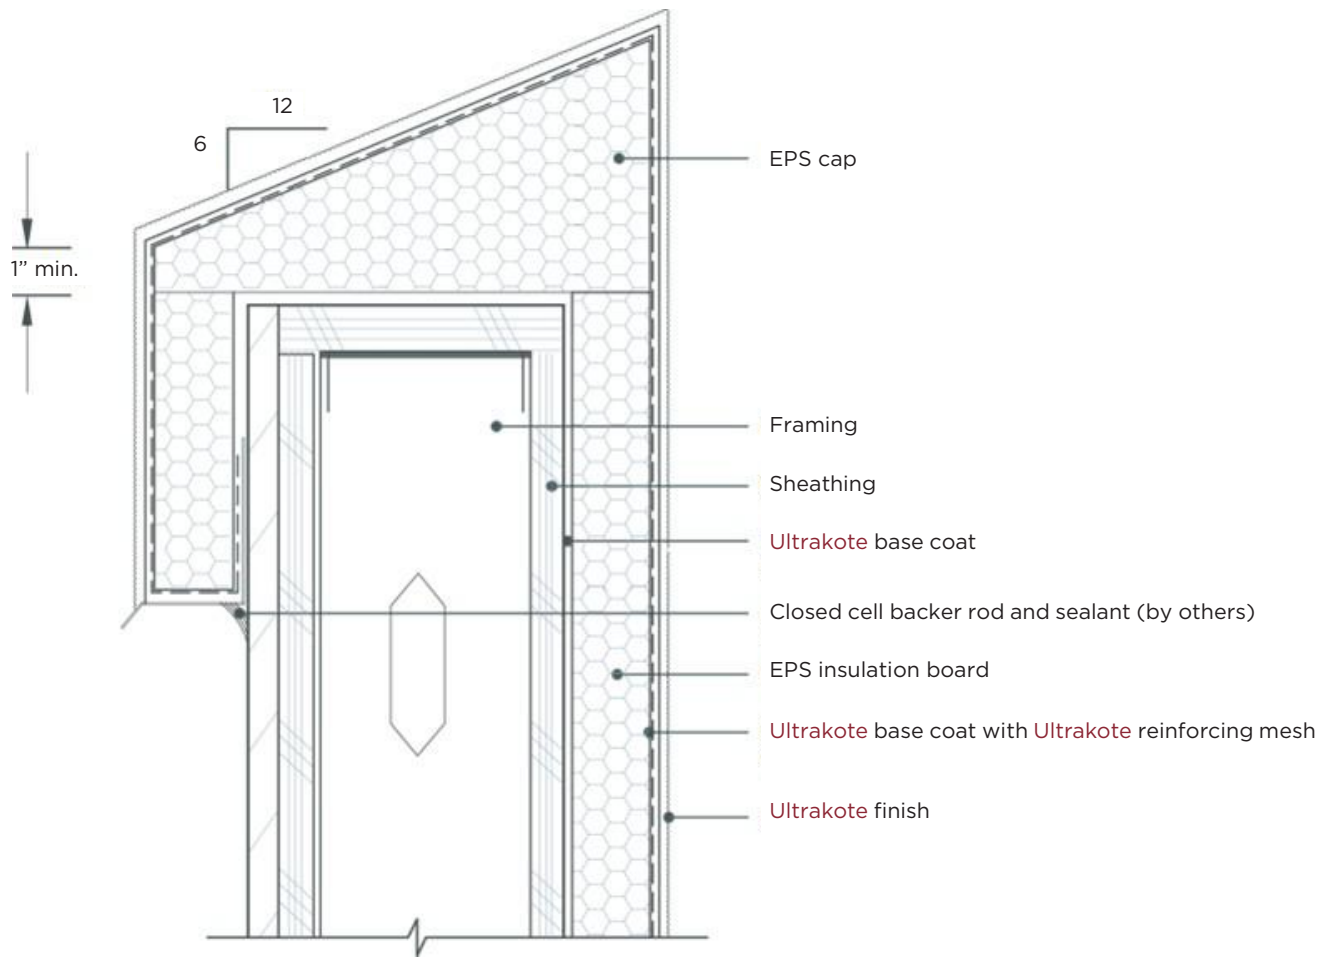 12
6
EPS cap
1” min.
Framing
Sheathing
Ultrakote base coat
Closed cell backer rod and sealant (by others)
EPS insulation board
Ultrakote base coat with Ultrakote reinforcing mesh
Ultrakote finish